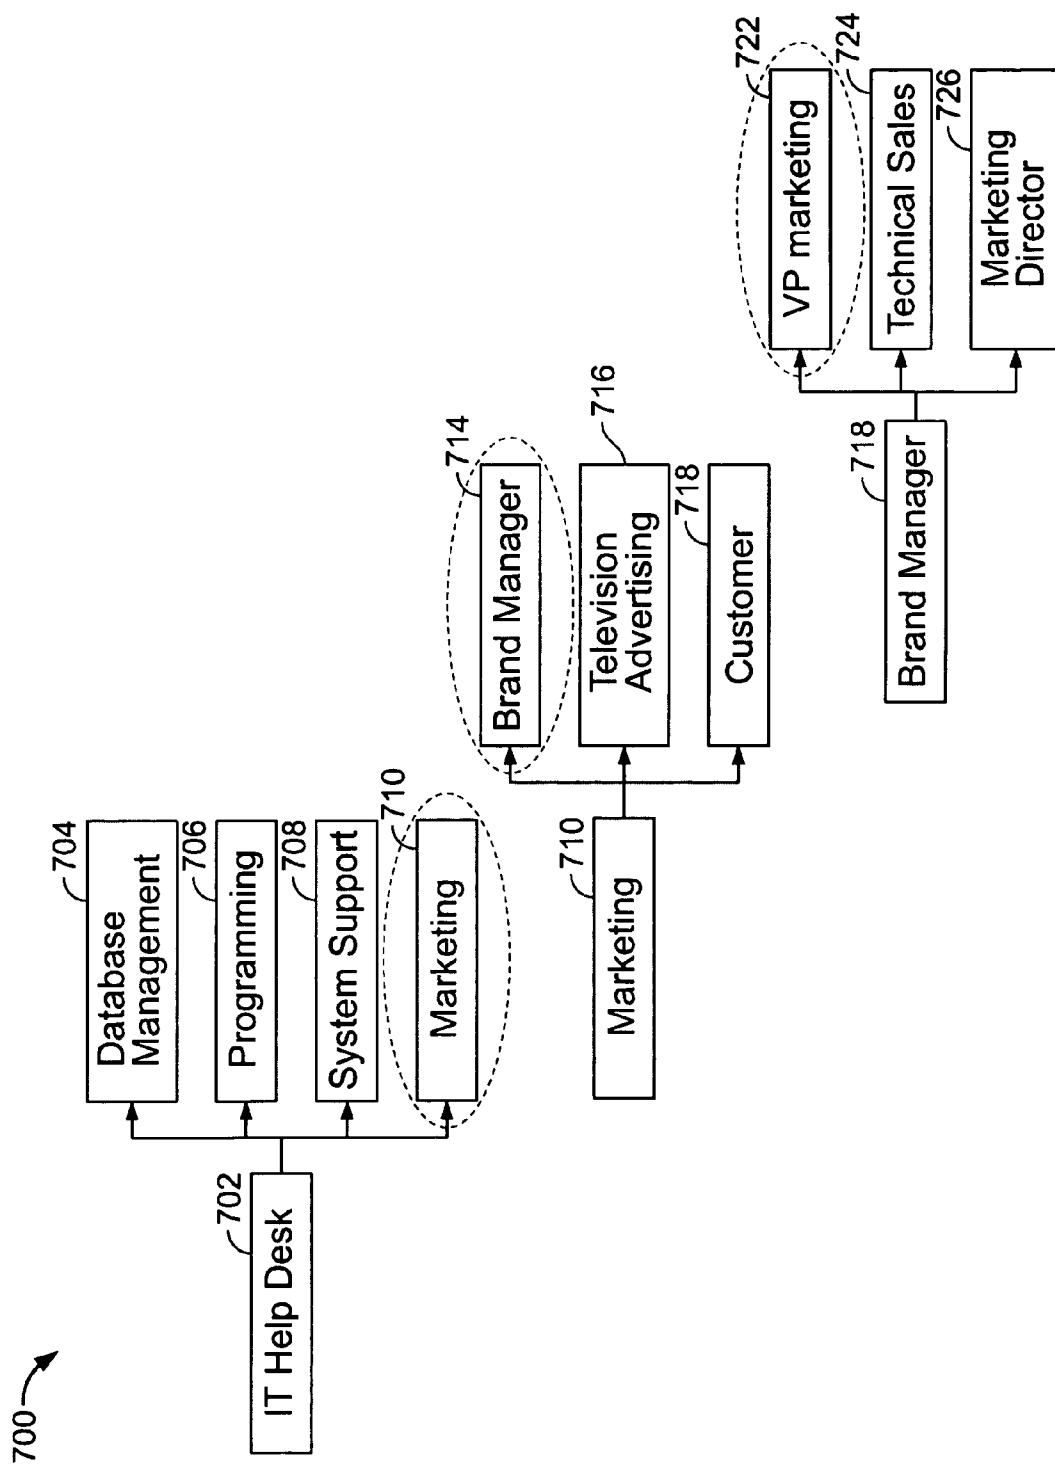 700
702
IT Help Desk
704
Database
Management
706
Programming
708
System Support
710
Marketing
710
Marketing
714
Brand Manager
716
Television
Advertising
718
Customer
718
Brand Manager
722
VP marketing
724
Technical Sales
726
Marketing
Director